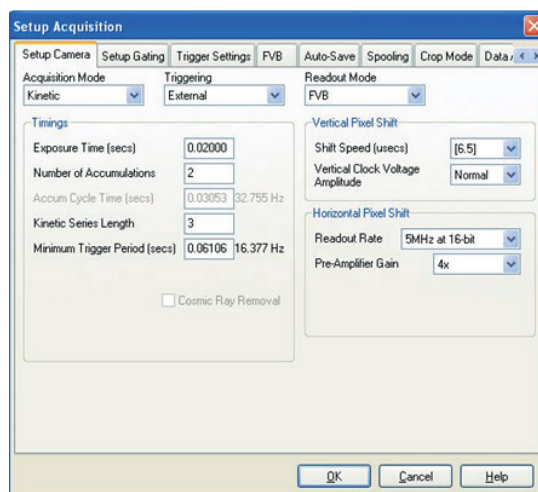 Setup Acquisition
Setup Camera Setup Gating Trigger Settings FVB Auto-Save Spooling Crop Mode Data
Acquisition Mode Triggering Readout Mode
Kinetic External FVB
Timings
Exposure Time (secs) 0.02000
Number of Accumulations 2
Accum Cycle Time (secs) 0.03053 32.755 Hz
Kinetic Series Length 3
Minimum Trigger Period (secs) 0.06106 16.377 Hz
Cosmic Ray Removal
Vertical Pixel Shift
Shift Speed (usecs) [6.5]
Vertical Clock Voltage
Amplitude Normal
Horizontal Pixel Shift
Readout Rate 5MHz at 16-bit
Pre-Amplifier Gain 4x
OK Cancel Help